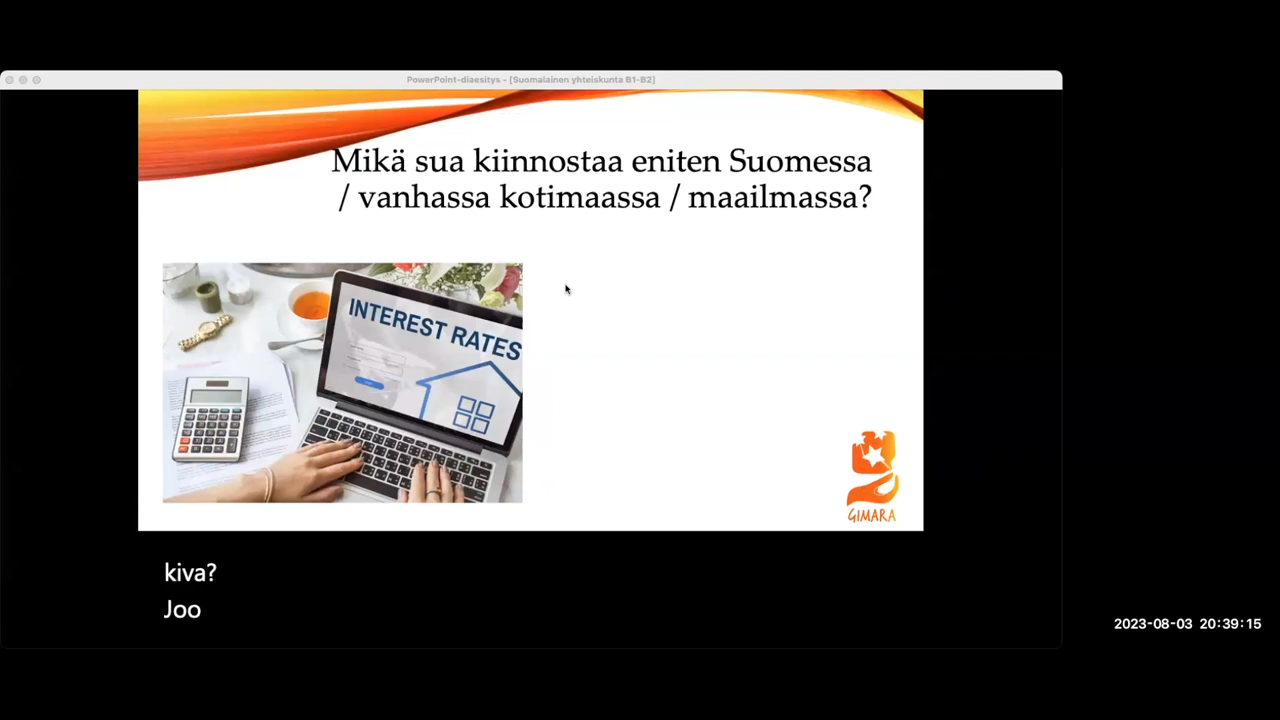 PowerPoint-diaesitys - [Suomalainen yhteiskunta B1-B2]
Mikä sua kiinnostaa eniten Suomessa
/ vanhassa kotimaassa / maailmassa?
INTEREST RATES
GIMARA
kiva?
Joo
2023-08-03 20:39:15